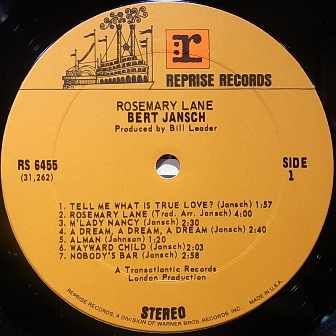 r:
REPRISE RECORDS
ROSEMARY LANE
BERT JANSCH
Produced by Bill Leader
RS 6455
(31,262)
SIDE
1
1. TELL ME WHAT IS TRUE LOVE? (Jansch) 1:57
2. ROSEMARY LANE (Trad. Arr. Jansch) 4:00
3. M'LADY NANCY (Jansch) 2:30
4. A DREAM, A DREAM, A DREAM (Jansch) 2:40
5. ALMAN (Johnson) 1:20
6. WAYWARD CHILD (Jansch) 2:03
7. NOBODY'S BAR (Jansch) 2:58
A Transatlantic Records
London Production
STEREO
REPRISE RECORDS, A DIVISION OF WARNER BROS. RECORDS, INC. MADE IN U.S.A.